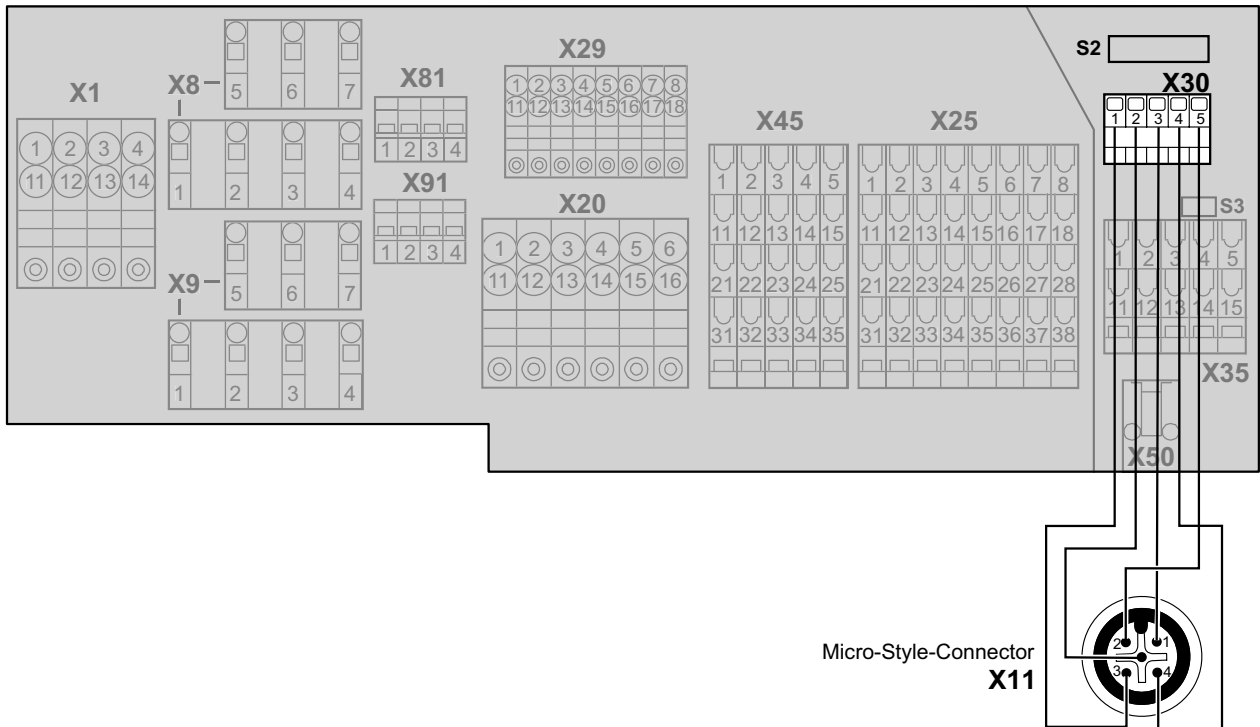 X1
1 2 3 4
11 12 13 14
X8
5 6 7
1 2 3 4
X9
5 6 7
1 2 3 4
X81
1 2 3 4
X91
1 2 3 4
X29
1 2 3 4 5 6 7 8
11 12 13 14 15 16 17 18
X20
1 2 3 4 5 6
11 12 13 14 15 16
X45
1 2 3 4 5
11 12 13 14 15
21 22 23 24 25
31 32 33 34 35
X25
1 2 3 4 5 6 7 8
11 12 13 14 15 16 17 18
21 22 23 24 25 26 27 28
31 32 33 34 35 36 37 38
S2
X30
1 2 3 4 5
S3
1 2 3 4 5
11 12 13 14 15
X35
X50
Micro-Style-Connector
X11
2 1
3 4